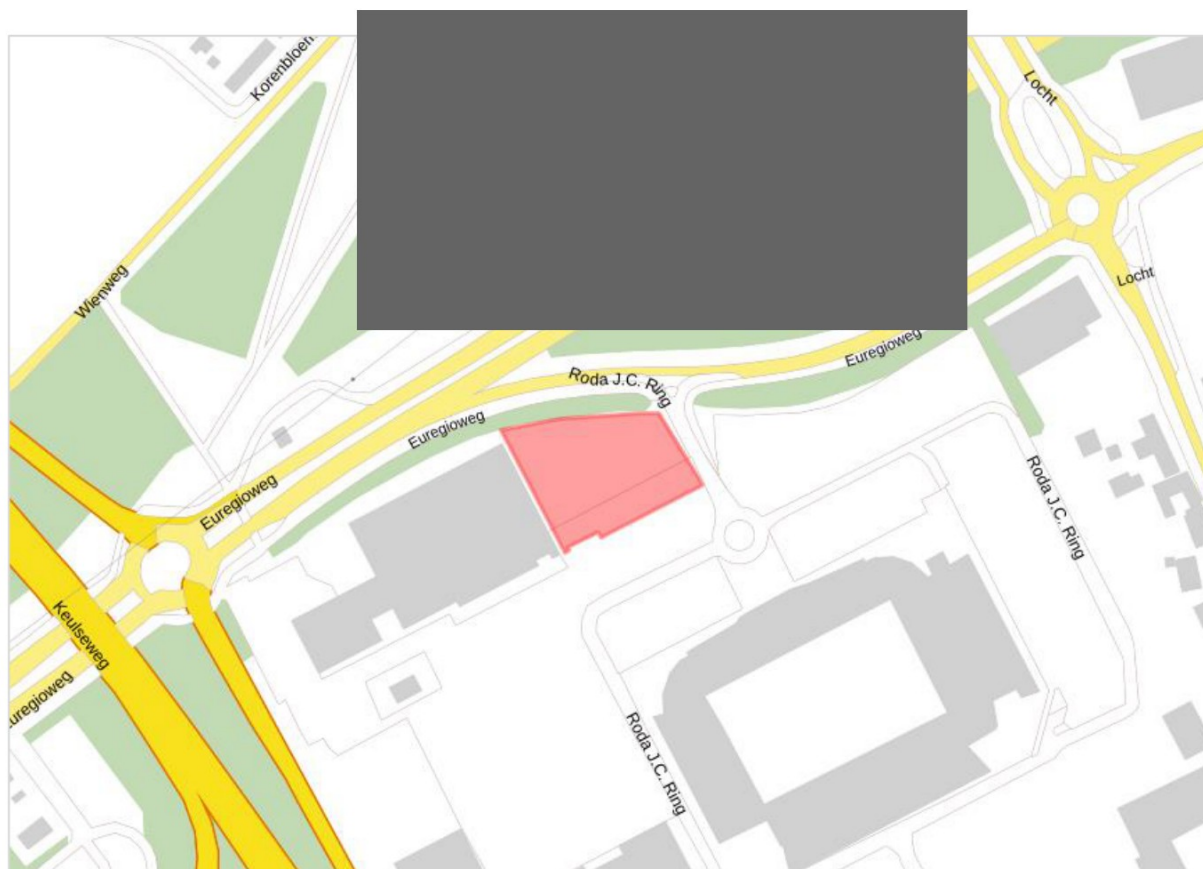 Korenbloem
Locht
Wienweg
Locht
Euregioweg
Roda J.C. Ring
Euregioweg
Euregioweg
Roda J.C. Ring
Keulseweg
Euregioweg
Roda J.C. Ring